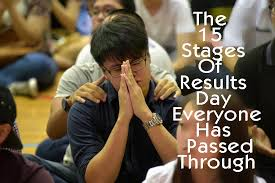 The
15
Stages
Of
Results
Day
Everyone
Has
Passed
Through